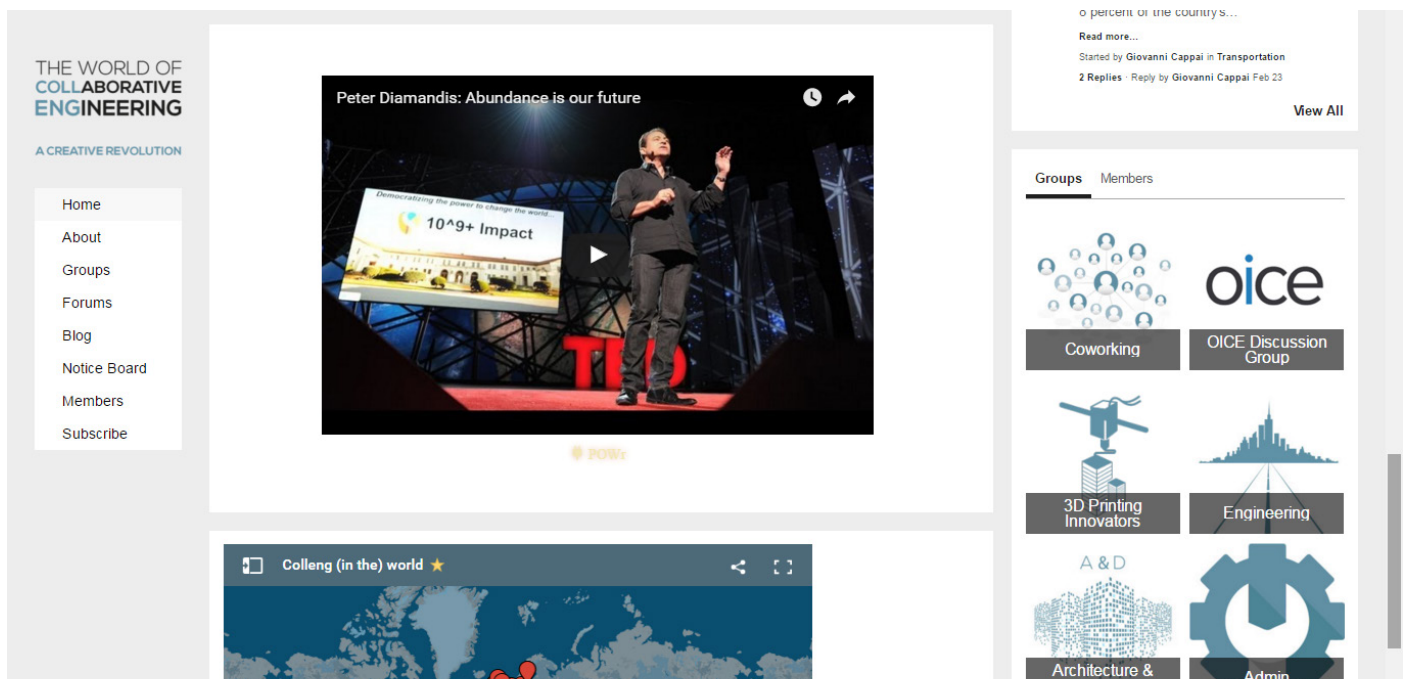 THE WORLD OF
COLLABORATIVE
ENGINEERING
A CREATIVE REVOLUTION
Home
About
Groups
Forums
Blog
Notice Board
Members
Subscribe
Peter Diamandis: Abundance is our future
Democratizing the power to change the world...
10^9+ Impact
TED
POWr
Colleng (in the) world
8 percent of the country's...
Read more...
Started by Giovanni Cappai in Transportation
2 Replies · Reply by Giovanni Cappai Feb 23
View All
Groups Members
oice
Coworking
OICE Discussion
Group
3D Printing
Innovators
Engineering
A & D
Architecture &
Admin